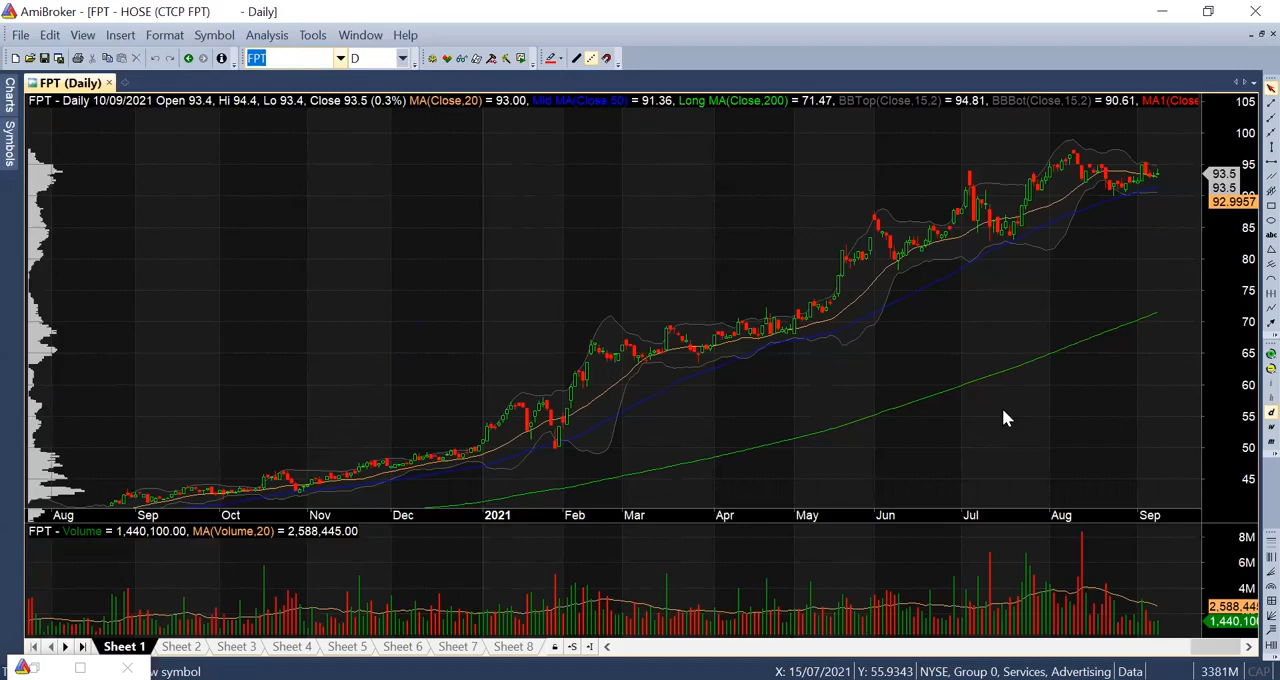 AmiBroker - [FPT - HOSE (CTCP FPT) - Daily]
File Edit View Insert Format Symbol Analysis Tools Window Help
FPT D
FPT (Daily)
Charts
Symbols
FPT - Daily 10/09/2021 Open 93.4, Hi 94.4, Lo 93.4, Close 93.5 (0.3%) MA(Close,20) = 93.00, Mid MA(Close,50) = 91.36, Long MA(Close,200) = 71.47, BBTop(Close,15,2) = 94.81, BBBot(Close,15,2) = 90.61, MA1(Close
105
100
95
93.5
93.5
90
92.9957
85
80
75
70
65
60
55
50
45
Aug Sep Oct Nov Dec 2021 Feb Mar Apr May Jun Jul Aug Sep
FPT - Volume = 1,440,100.00, MA(Volume,20) = 2,588,445.00
8M
6M
4M
2,588,445
1,440,100
abc
d
w
m
Sheet 1 Sheet 2 Sheet 3 Sheet 4 Sheet 5 Sheet 6 Sheet 7 Sheet 8
w symbol X: 15/07/2021 Y: 55.9343 NYSE, Group 0, Services, Advertising Data 3381M CAP